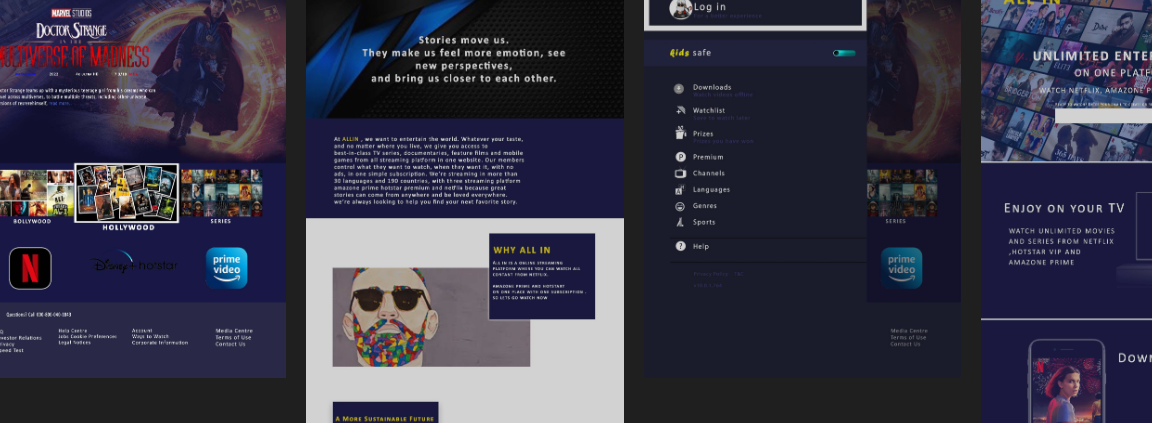 MARVEL STUDIOS
DOCTOR STRANGE
IN THE
MULTIVERSE OF MADNESS
2022
BOLLYWOOD
HOLLYWOOD
SERIES
N
Disney+ hotstar
prime
video
Questions? Call 000-800-040-1843
Investor Relations
Privacy
Speed Test
Help Centre
Jobs Cookie Preferences
Legal Notices
Account
Ways to Watch
Corporate Information
Media Centre
Terms of Use
Contact Us
Stories move us.
They make us feel more emotion, see
new perspectives,
and bring us closer to each other.
At ALLIN , we want to entertain the world. Whatever your taste,
and no matter where you live, we give you access to
best-in-class TV series, documentaries, feature films and mobile
games from all streaming platform in one website. Our members
control what they want to watch, when they want it, with no
ads, in one simple subscription. We're streaming in more than
30 languages and 190 countries, with three streaming platform
amazone prime hotstar premium and netflix because great
stories can come from anywhere and be loved everywhere.
we're always looking to help you find your next favorite story.
WHY ALL IN
ALL IN IS A ONLINE STREAMING
PLATFORM WHERE YOU CAN WATCH ALL
CONTANT FROM NETFLIX.
AMAZONE PRIME AND HOTSTART
ON ONE PLACE WITH ONE SUBSCRIPTION .
SO LETS GO WATCH NOW
A MORE SUSTAINABLE FUTURE
Log in
Kids safe
Downloads
Watchlist
Prizes
Premium
Channels
Languages
Genres
Sports
Help
SERIES
prime
video
Media Centre
Terms of Use
Contact Us
ALL IN
UNLIMITED ENTE
ON ONE PLATF
WATCH NETFLIX, AMAZONE P
ENJOY ON YOUR TV
WATCH UNLIMITED MOVIES
AND SERIES FROM NETFLIX
,HOTSTAR VIP AND
AMAZONE PRIME
DOWN